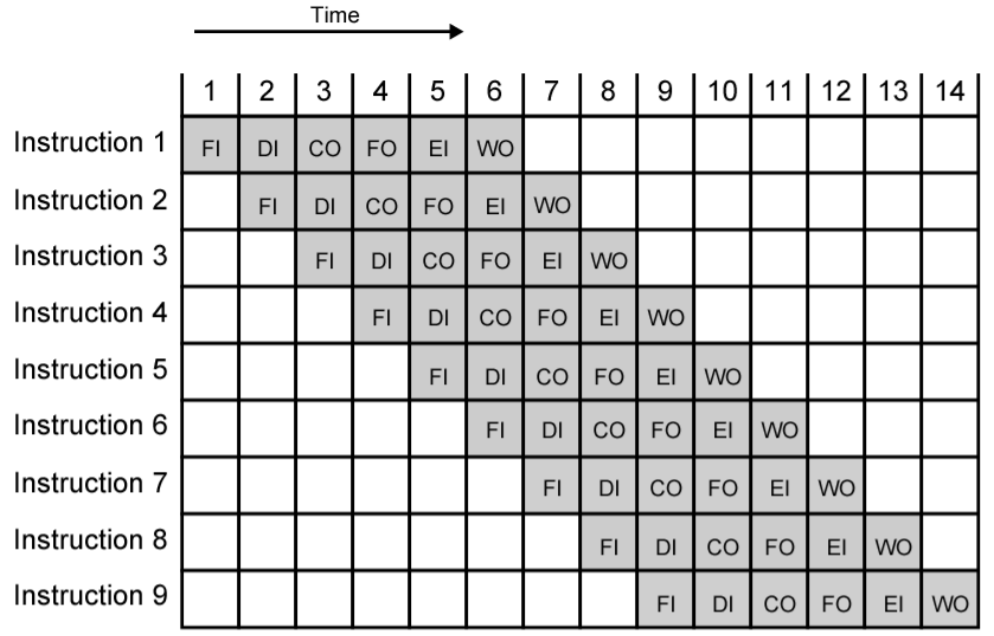 Time
1 2 3 4 5 6 7 8 9 10 11 12 13 14
Instruction 1 FI DI CO FO EI WO
Instruction 2 FI DI CO FO EI WO
Instruction 3 FI DI CO FO EI WO
Instruction 4 FI DI CO FO EI WO
Instruction 5 FI DI CO FO EI WO
Instruction 6 FI DI CO FO EI WO
Instruction 7 FI DI CO FO EI WO
Instruction 8 FI DI CO FO EI WO
Instruction 9 FI DI CO FO EI WO